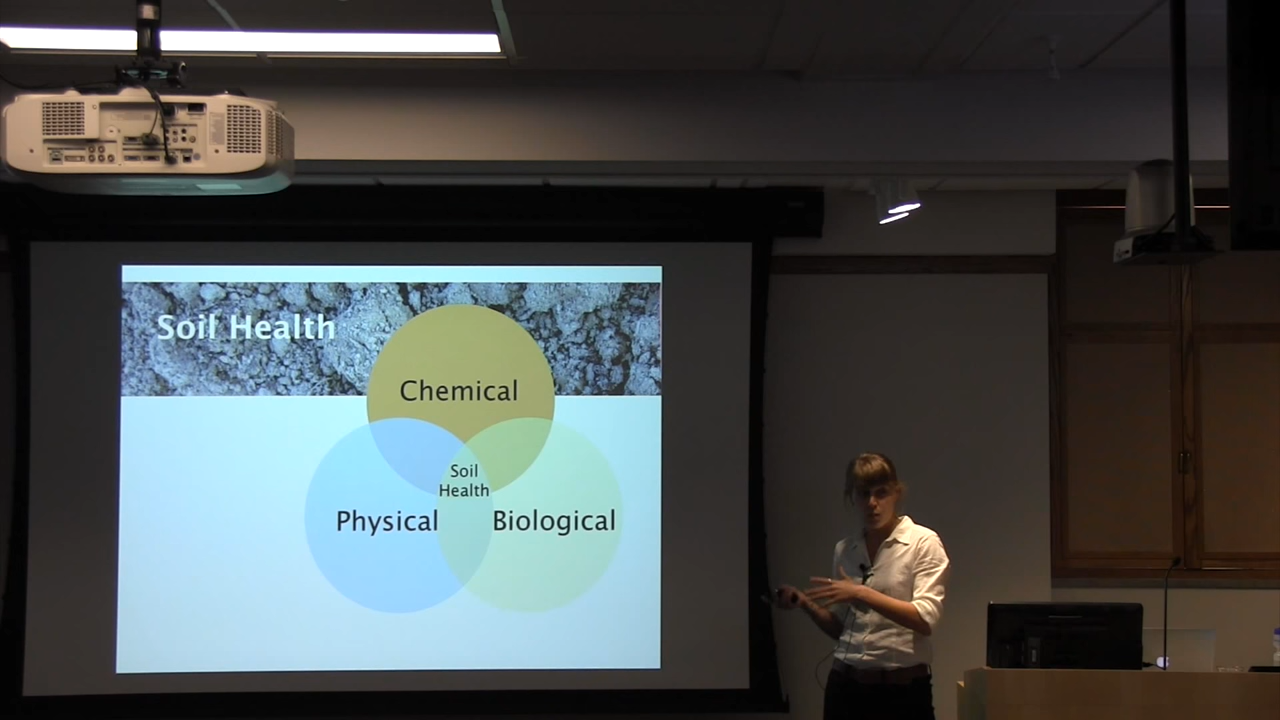 Soil Health
Chemical
Soil
Health
Physical
Biological